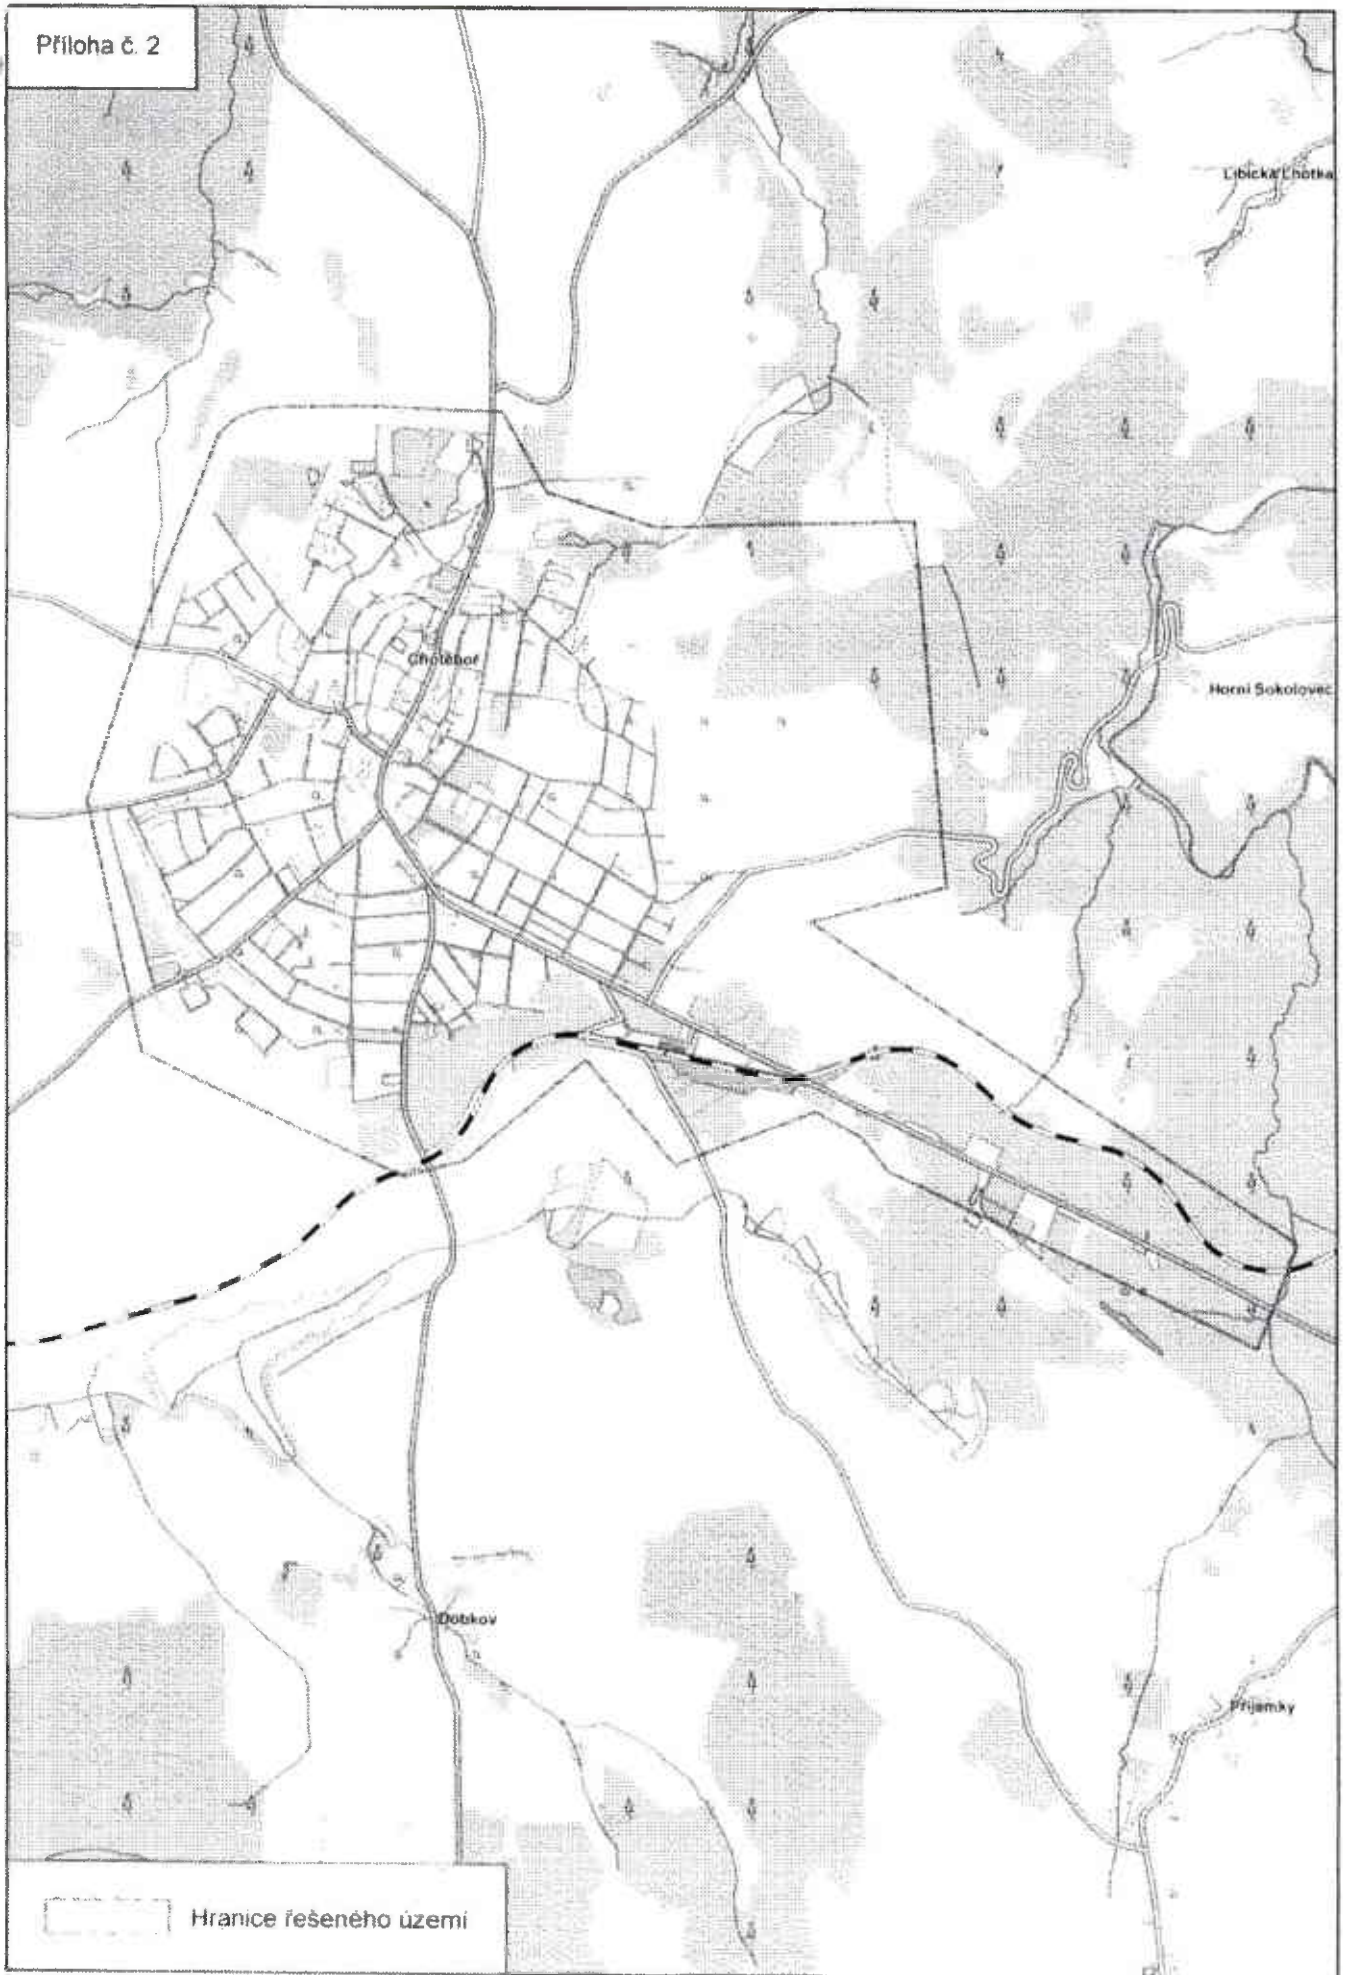 Příloha č. 2
Libická Lhotka
Chotěboř
Horní Sokolovec
Dobkov
Příjemky
Hranice řešeného území